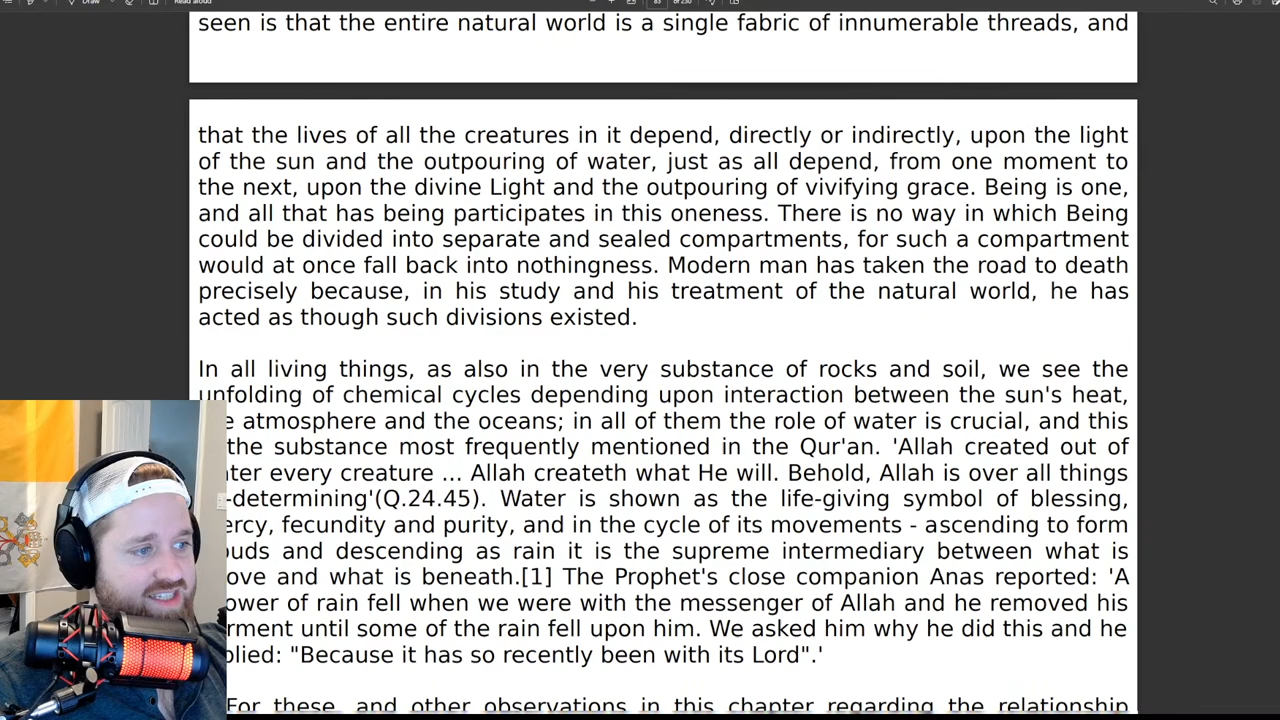 Draw
Read aloud
83
of 230
seen is that the entire natural world is a single fabric of innumerable threads, and
that the lives of all the creatures in it depend, directly or indirectly, upon the light
of the sun and the outpouring of water, just as all depend, from one moment to
the next, upon the divine Light and the outpouring of vivifying grace. Being is one,
and all that has being participates in this oneness. There is no way in which Being
could be divided into separate and sealed compartments, for such a compartment
would at once fall back into nothingness. Modern man has taken the road to death
precisely because, in his study and his treatment of the natural world, he has
acted as though such divisions existed.
In all living things, as also in the very substance of rocks and soil, we see the
unfolding of chemical cycles depending upon interaction between the sun's heat,
atmosphere and the oceans; in all of them the role of water is crucial, and this
the substance most frequently mentioned in the Qur'an. 'Allah created out of
every creature ... Allah createth what He will. Behold, Allah is over all things
-determining'(Q.24.45). Water is shown as the life-giving symbol of blessing,
fecundity and purity, and in the cycle of its movements - ascending to form
and descending as rain it is the supreme intermediary between what is
and what is beneath.[1] The Prophet's close companion Anas reported: 'A
of rain fell when we were with the messenger of Allah and he removed his
until some of the rain fell upon him. We asked him why he did this and he
"Because it has so recently been with its Lord".'
For these, and other observations in this chapter regarding the relationship